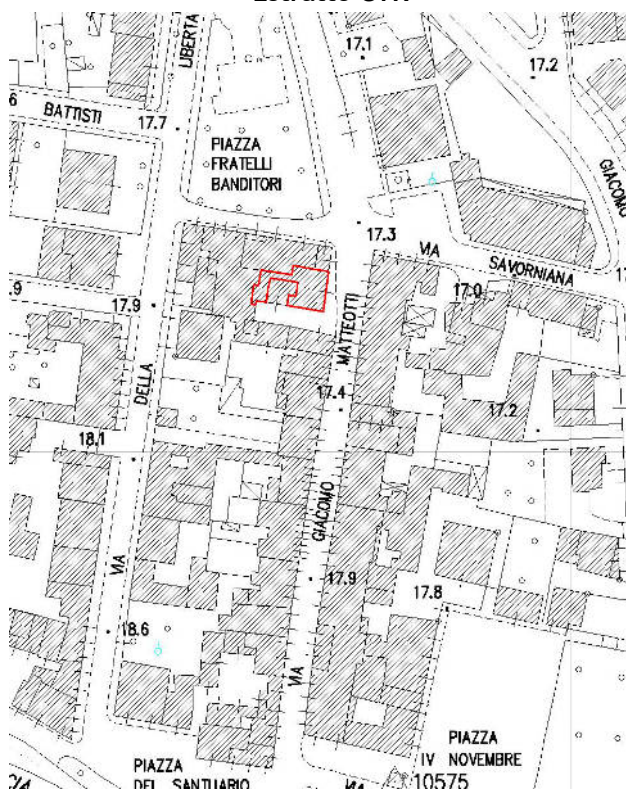 17.1
17.2
LIBERTA'
BATTISTI
17.7
PIAZZA
FRATELLI
BANDITORI
GIACOMO
17.3
VIA
SAVORNIANA
17.9
17.0
MATTEOTTI
DELLA
17.4
17.2
18.1
GIACOMO
VIA
17.9
17.8
18.6
VIA
PIAZZA
DEL SANTUARIO
PIAZZA
IV NOVEMBRE
10575